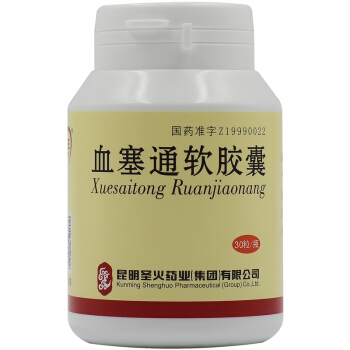 国药准字Z19990022
血塞通软胶囊
Xuesaitong Ruanjiaonang
30粒/瓶
昆明圣火药业(集团)有限公司
Kunming Shenghuo Pharmaceutical(Group)Co.,Ltd.